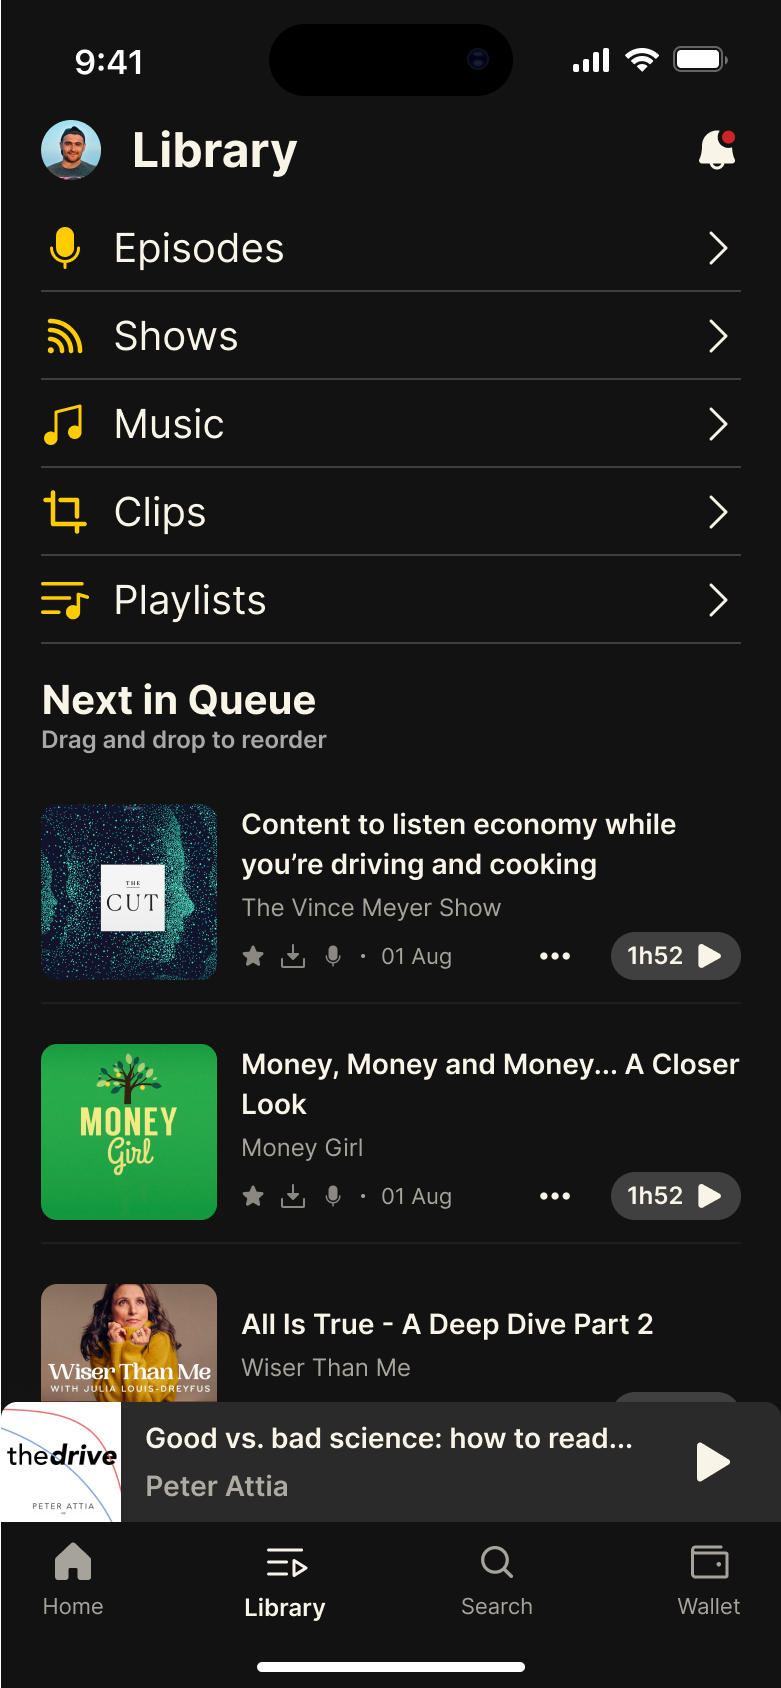 9:41
Library
Episodes
Shows
Music
Clips
Playlists
Next in Queue
Drag and drop to reorder
THE
CUT
Content to listen economy while
you’re driving and cooking
The Vince Meyer Show
· 01 Aug
1h52
MONEY
Girl
Money, Money and Money... A Closer
Look
Money Girl
· 01 Aug
1h52
Wiser Than Me
WITH JULIA LOUIS-DREYFUS
All Is True - A Deep Dive Part 2
Wiser Than Me
thedrive
PETER ATTIA
Good vs. bad science: how to read...
Peter Attia
Home
Library
Search
Wallet